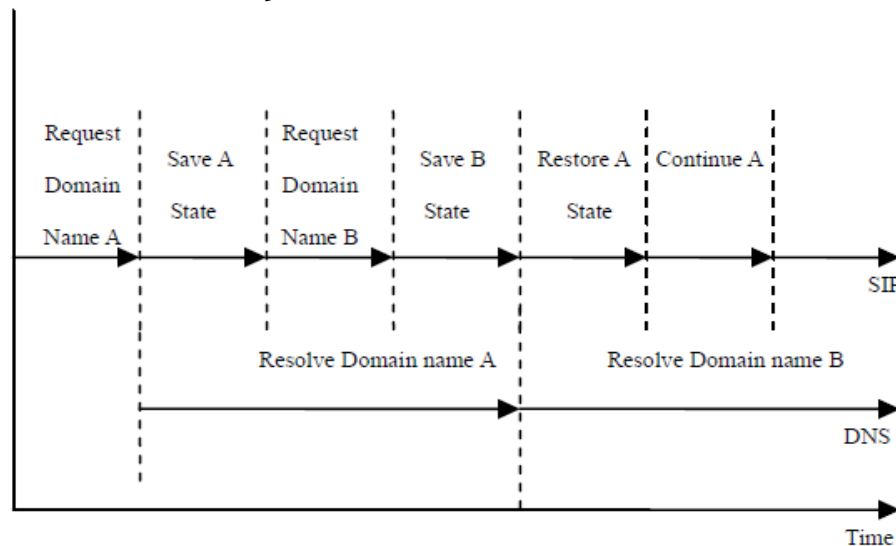 Request
Domain
Name A
Save A
State
Request
Domain
Name B
Save B
State
Restore A
State
Continue A
Resolve Domain name A
Resolve Domain name B
DNS
Time